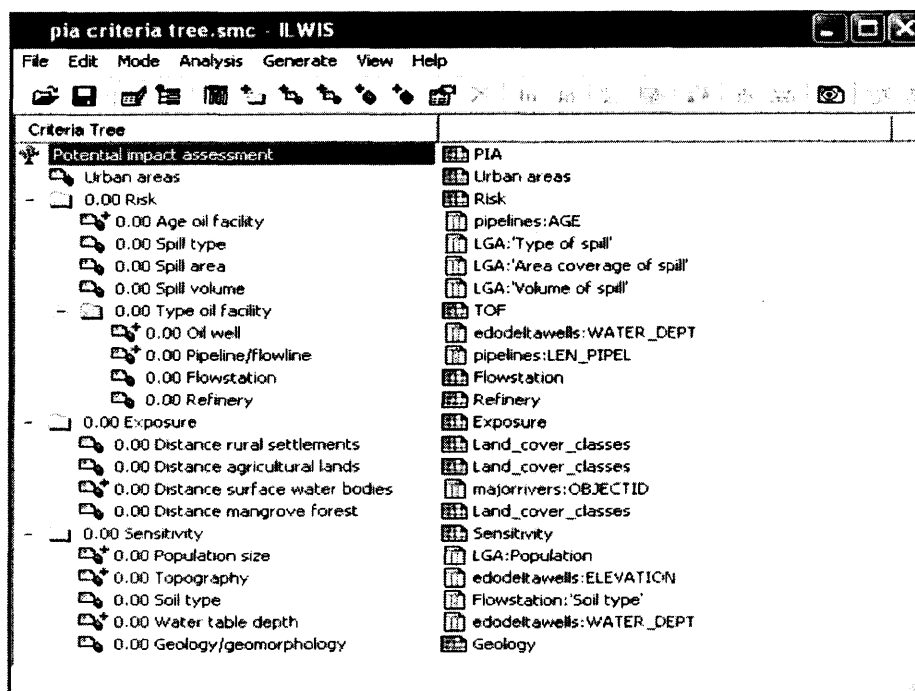 pia criteria tree.smc - ILWIS
File Edit Mode Analysis Generate View Help
Criteria Tree
Potential impact assessment PIA
Urban areas Urban areas
- 0.00 Risk Risk
0.00 Age oil facility pipelines:AGE
0.00 Spill type LGA:'Type of spill'
0.00 Spill area LGA:'Area coverage of spill'
0.00 Spill volume LGA:'Volume of spill'
- 0.00 Type oil facility TOF
0.00 Oil well edodeltawells:WATER_DEPT
0.00 Pipeline/flowline pipelines:LEN_PIPEL
0.00 Flowstation Flowstation
0.00 Refinery Refinery
- 0.00 Exposure Exposure
0.00 Distance rural settlements Land_cover_classes
0.00 Distance agricultural lands Land_cover_classes
0.00 Distance surface water bodies majorrivers:OBJECTID
0.00 Distance mangrove forest Land_cover_classes
- 0.00 Sensitivity Sensitivity
0.00 Population size LGA:Population
0.00 Topography edodeltawells:ELEVATION
0.00 Soil type Flowstation:'Soil type'
0.00 Water table depth edodeltawells:WATER_DEPT
0.00 Geology/geomorphology Geology